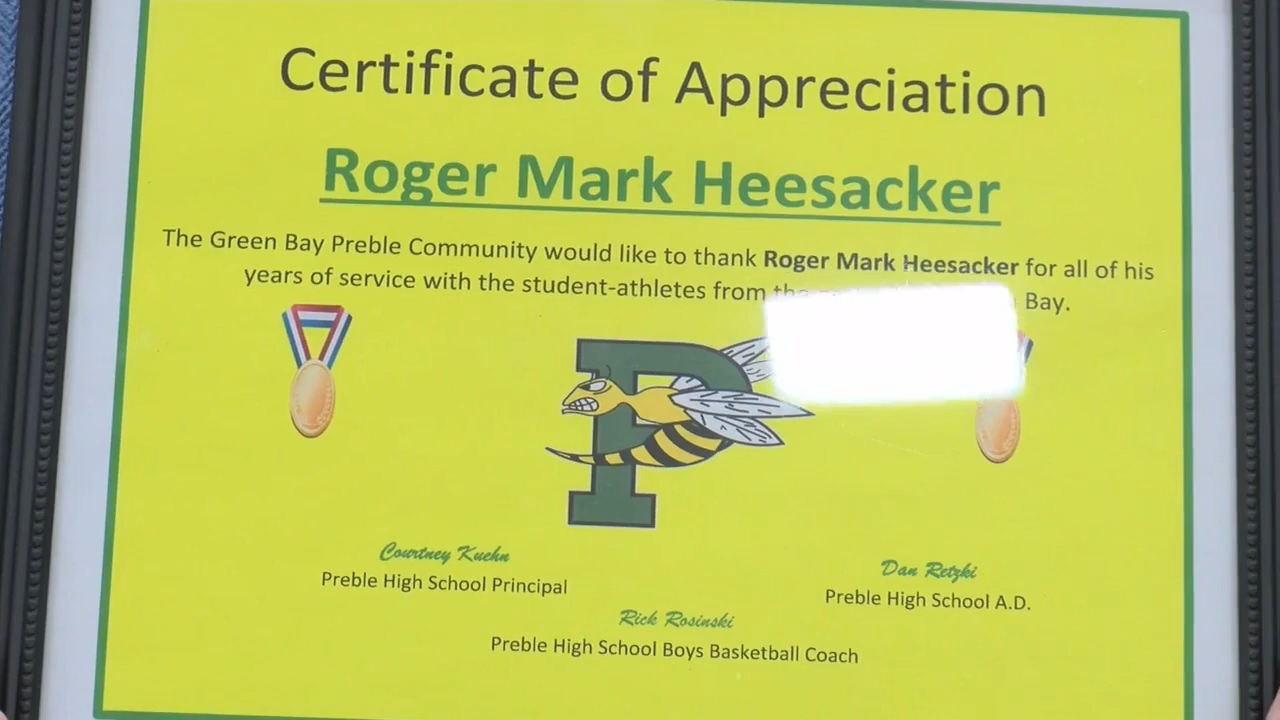 Certificate of Appreciation
Roger Mark Heesacker
The Green Bay Preble Community would like to thank Roger Mark Heesacker for all of his
years of service with the student-athletes from the Bay.
P
Courtney Kuehn
Preble High School Principal
Dan Retzki
Preble High School A.D.
Rick Rosinski
Preble High School Boys Basketball Coach